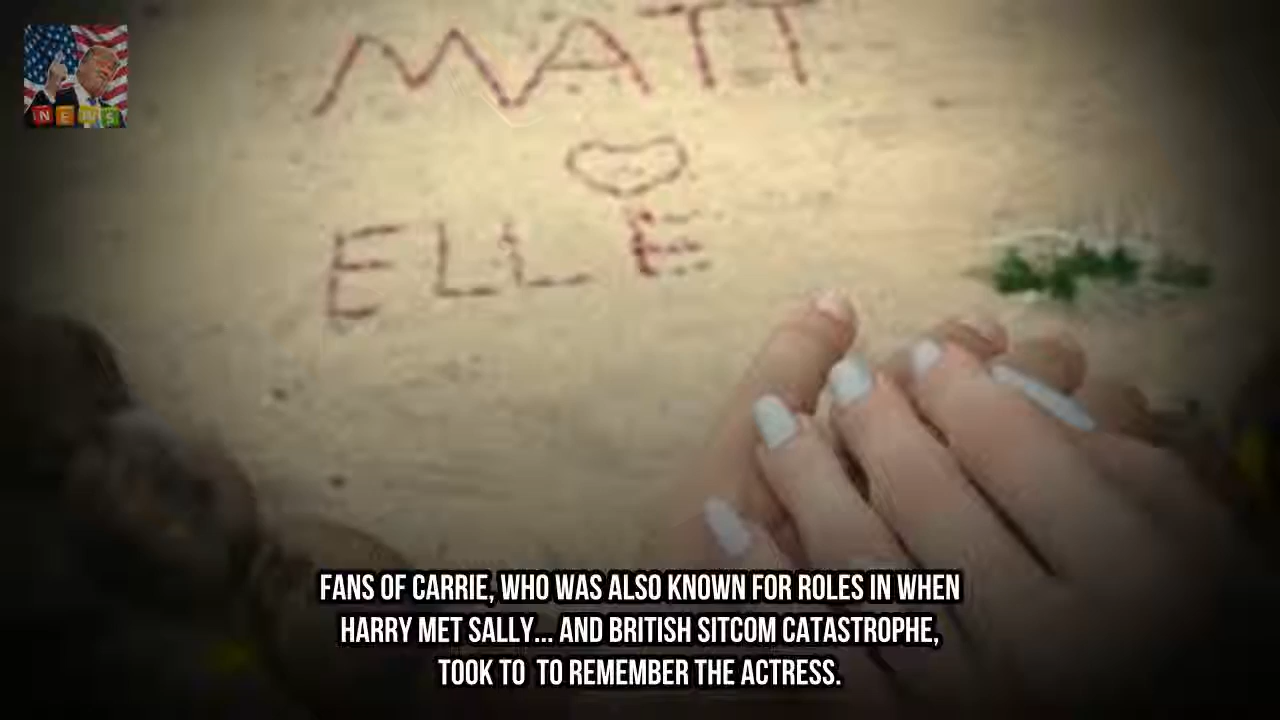 NEWS
MATT
ELLE
FANS OF CARRIE, WHO WAS ALSO KNOWN FOR ROLES IN WHEN
HARRY MET SALLY... AND BRITISH SITCOM CATASTROPHE,
TOOK TO TO REMEMBER THE ACTRESS.